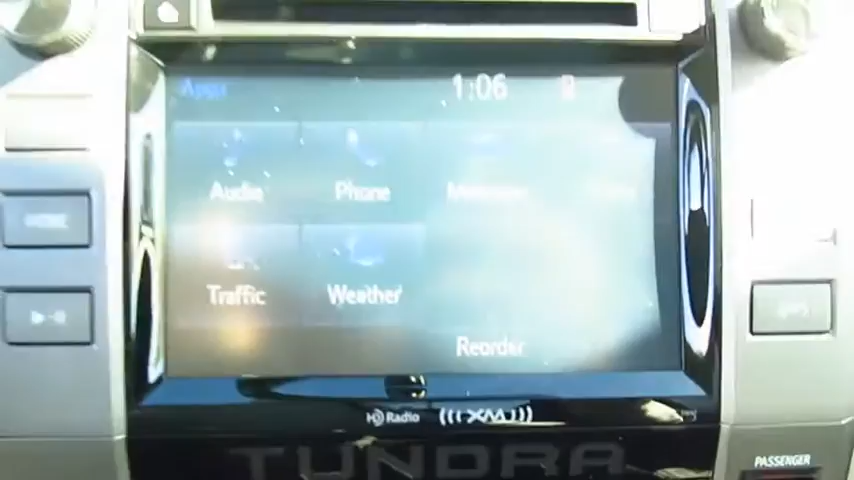 Apps 1:06
Audio Phone
Traffic Weather
Reorder
HD Radio (((XM)))
TUNDRA
PASSENGER